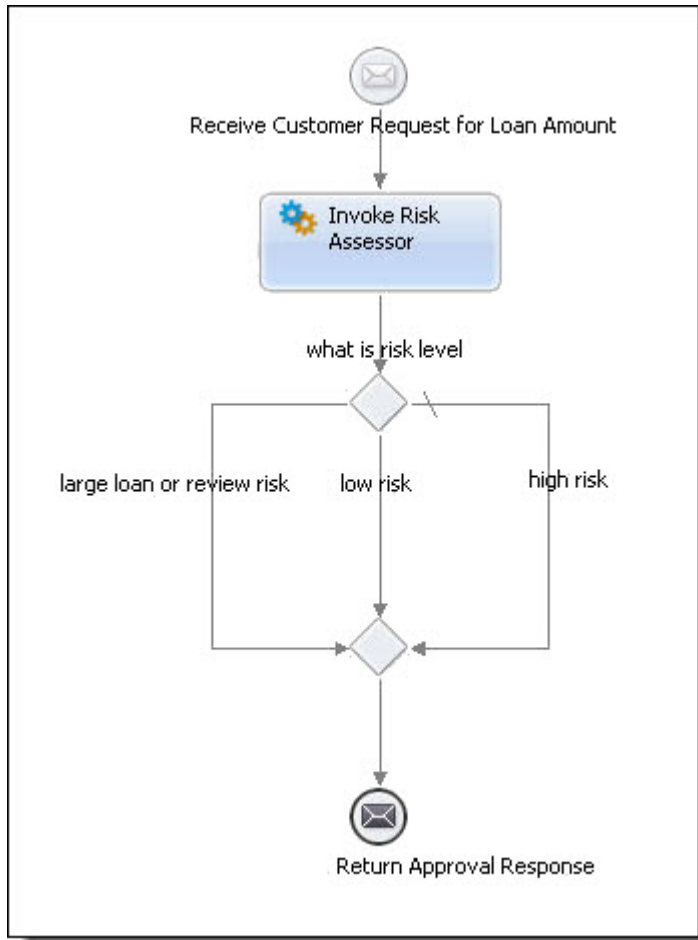 Receive Customer Request for Loan Amount
Invoke Risk
Assessor
what is risk level
large loan or review risk
low risk
high risk
Return Approval Response